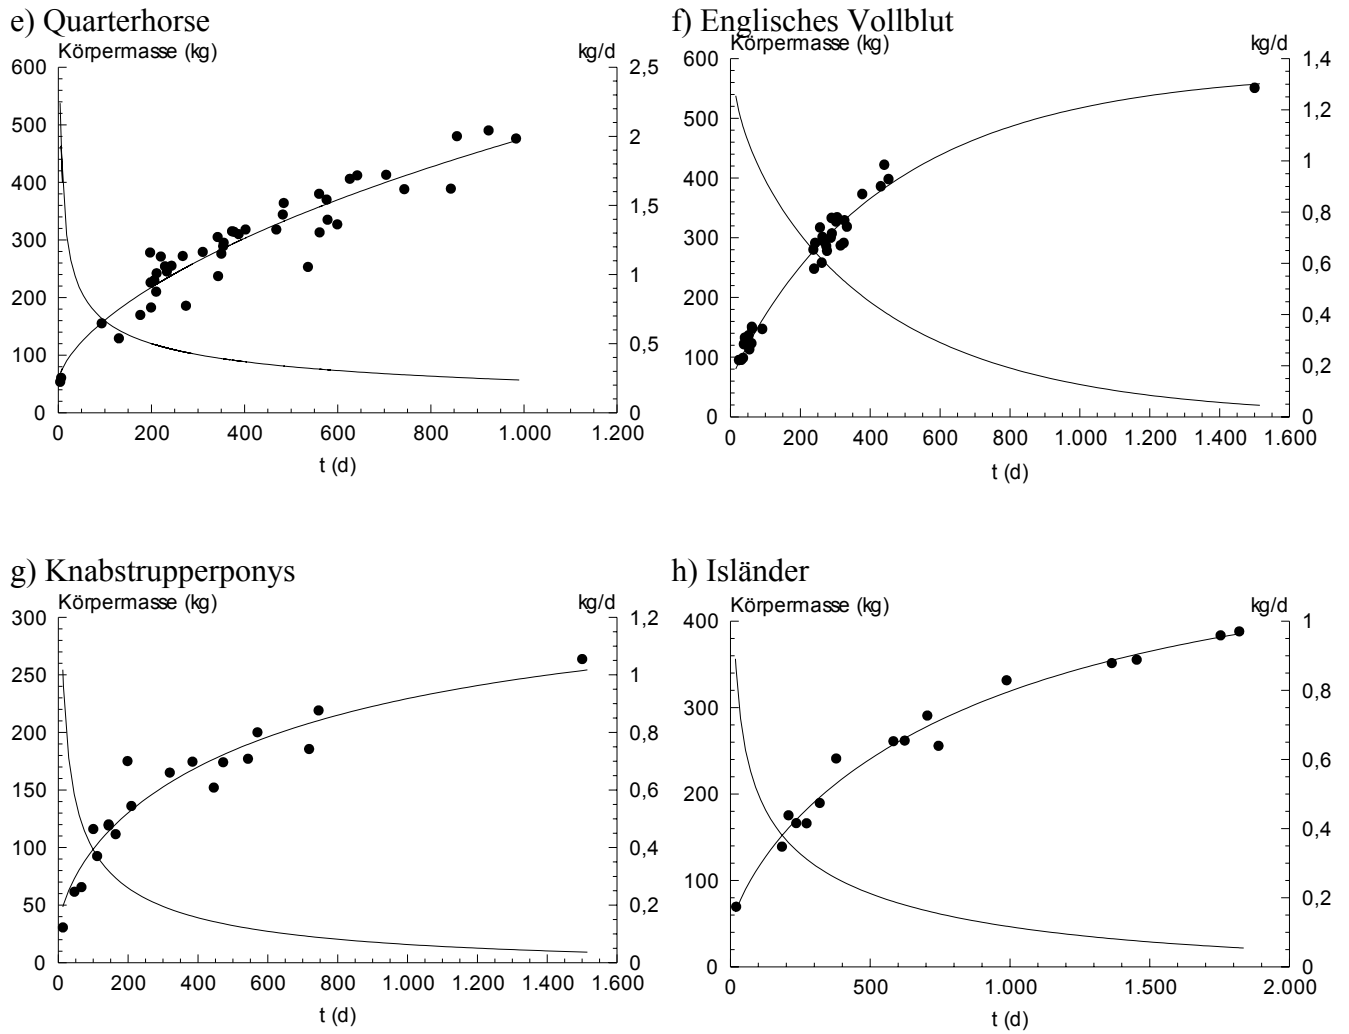 e) Quarterhorse
Körpermasse (kg) kg/d
600 2,5
500 2
400 1,5
300
200 1
100 0,5
0 0
0 200 400 600 800 1.000 1.200
t (d)
f) Englisches Vollblut
Körpermasse (kg) kg/d
600 1,4
500 1,2
400 1
300 0,8
200 0,6
100 0,4
0 0,2
0
0 200 400 600 800 1.000 1.200 1.400 1.600
t (d)
g) Knabstrupperponys
Körpermasse (kg) kg/d
300 1,2
250 1
200 0,8
150 0,6
100 0,4
50 0,2
0 0
0 200 400 600 800 1.000 1.200 1.400 1.600
t (d)
h) Isländer
Körpermasse (kg) kg/d
400 1
300 0,8
200 0,6
100 0,4
0 0,2
0
0 500 1.000 1.500 2.000
t (d)